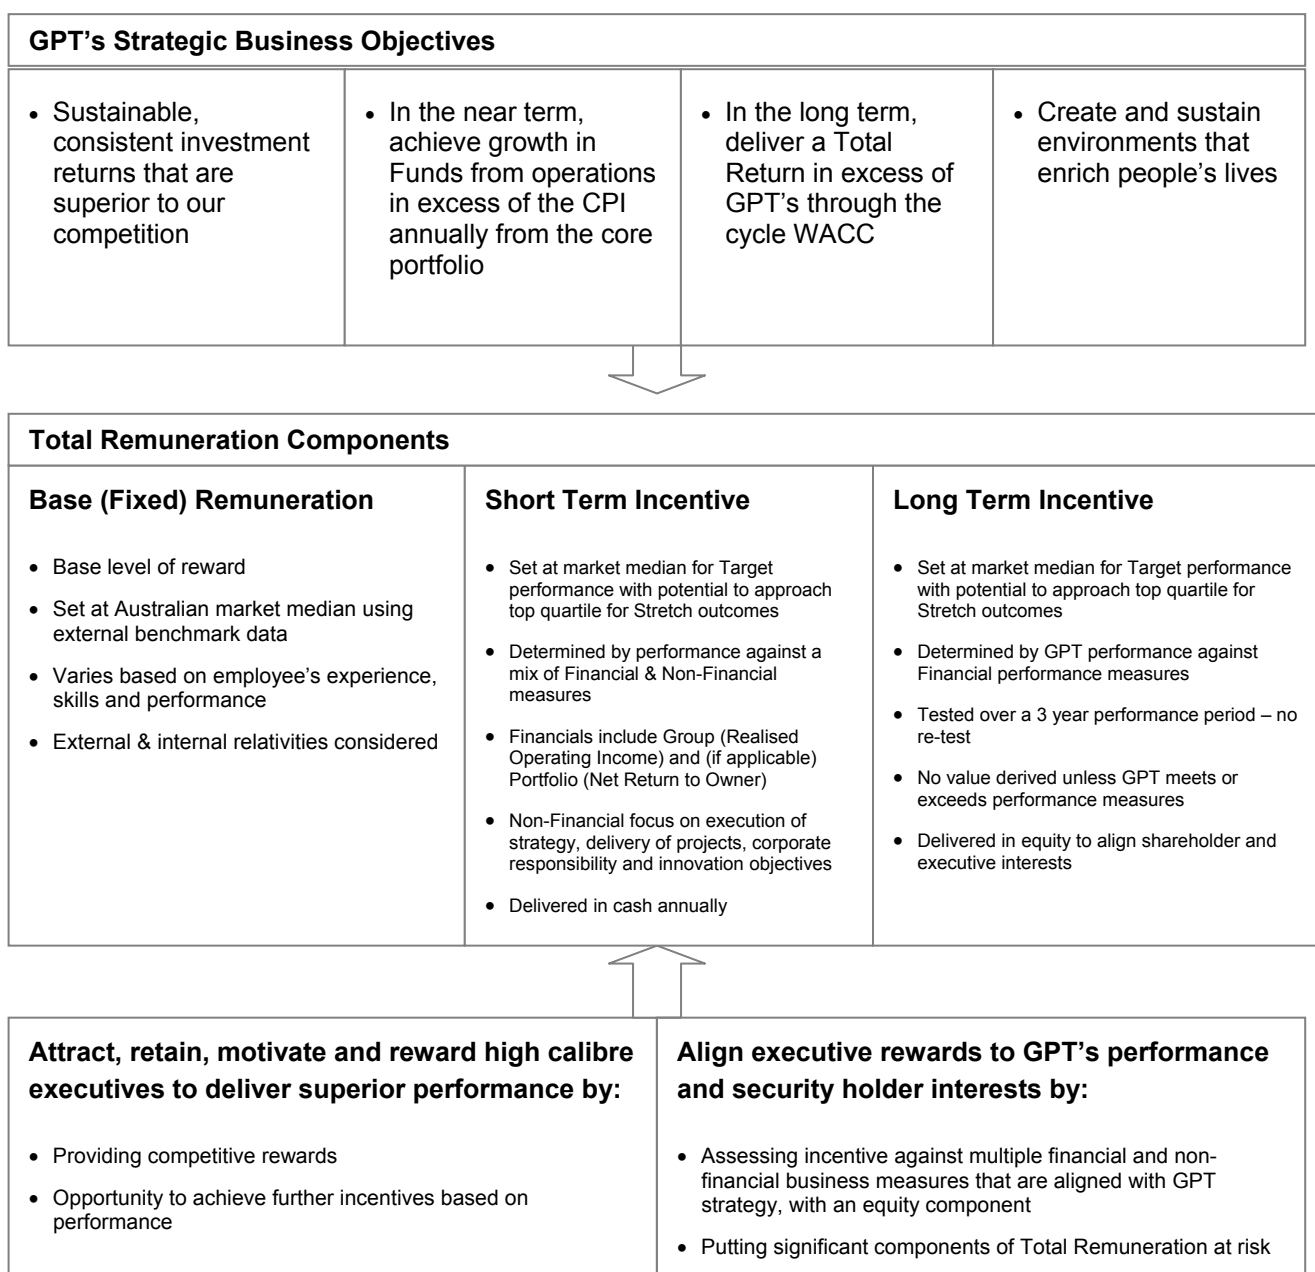 GPT’s Strategic Business Objectives
• Sustainable,
consistent investment
returns that are
superior to our
competition
• In the near term,
achieve growth in
Funds from operations
in excess of the CPI
annually from the core
portfolio
• In the long term,
deliver a Total
Return in excess of
GPT’s through the
cycle WACC
• Create and sustain
environments that
enrich people’s lives
Total Remuneration Components
Base (Fixed) Remuneration
• Base level of reward
• Set at Australian market median using
external benchmark data
• Varies based on employee’s experience,
skills and performance
• External & internal relativities considered
Short Term Incentive
• Set at market median for Target
performance with potential to approach
top quartile for Stretch outcomes
• Determined by performance against a
mix of Financial & Non-Financial
measures
• Financials include Group (Realised
Operating Income) and (if applicable)
Portfolio (Net Return to Owner)
• Non-Financial focus on execution of
strategy, delivery of projects, corporate
responsibility and innovation objectives
• Delivered in cash annually
Long Term Incentive
• Set at market median for Target performance
with potential to approach top quartile for
Stretch outcomes
• Determined by GPT performance against
Financial performance measures
• Tested over a 3 year performance period – no
re-test
• No value derived unless GPT meets or
exceeds performance measures
• Delivered in equity to align shareholder and
executive interests
Attract, retain, motivate and reward high calibre
executives to deliver superior performance by:
• Providing competitive rewards
• Opportunity to achieve further incentives based on
performance
Align executive rewards to GPT’s performance
and security holder interests by:
• Assessing incentive against multiple financial and non-
financial business measures that are aligned with GPT
strategy, with an equity component
• Putting significant components of Total Remuneration at risk